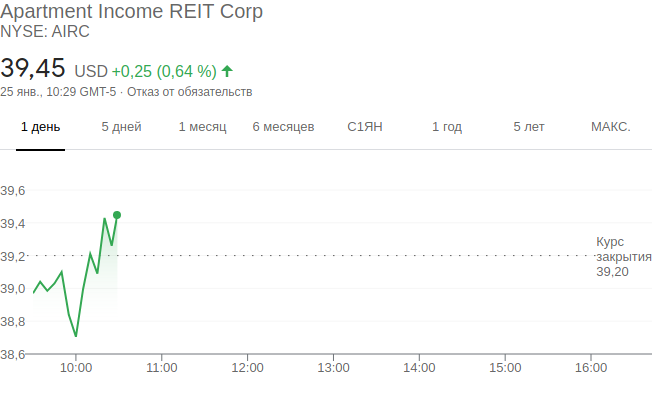 Apartment Income REIT Corp
NYSE: AIRC
39,45 USD +0,25 (0,64 %)
25 янв., 10:29 GMT-5 · Отказ от обязательств
1 день 5 дней 1 месяц 6 месяцев С1ЯН 1 год 5 лет МАКС.
39,6
39,4
Курс
39,2 закрытия
39,20
39,0
38,8
38,6
10:00 11:00 12:00 13:00 14:00 15:00 16:00